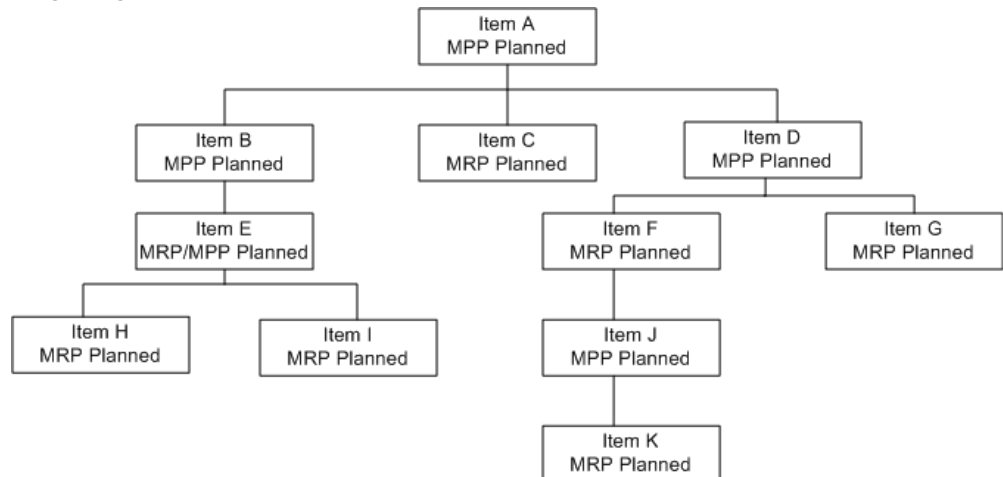 Item A
MPP Planned
Item B
MPP Planned
Item C
MRP Planned
Item D
MPP Planned
Item E
MRP/MPP Planned
Item F
MRP Planned
Item G
MRP Planned
Item H
MRP Planned
Item I
MRP Planned
Item J
MPP Planned
Item K
MRP Planned